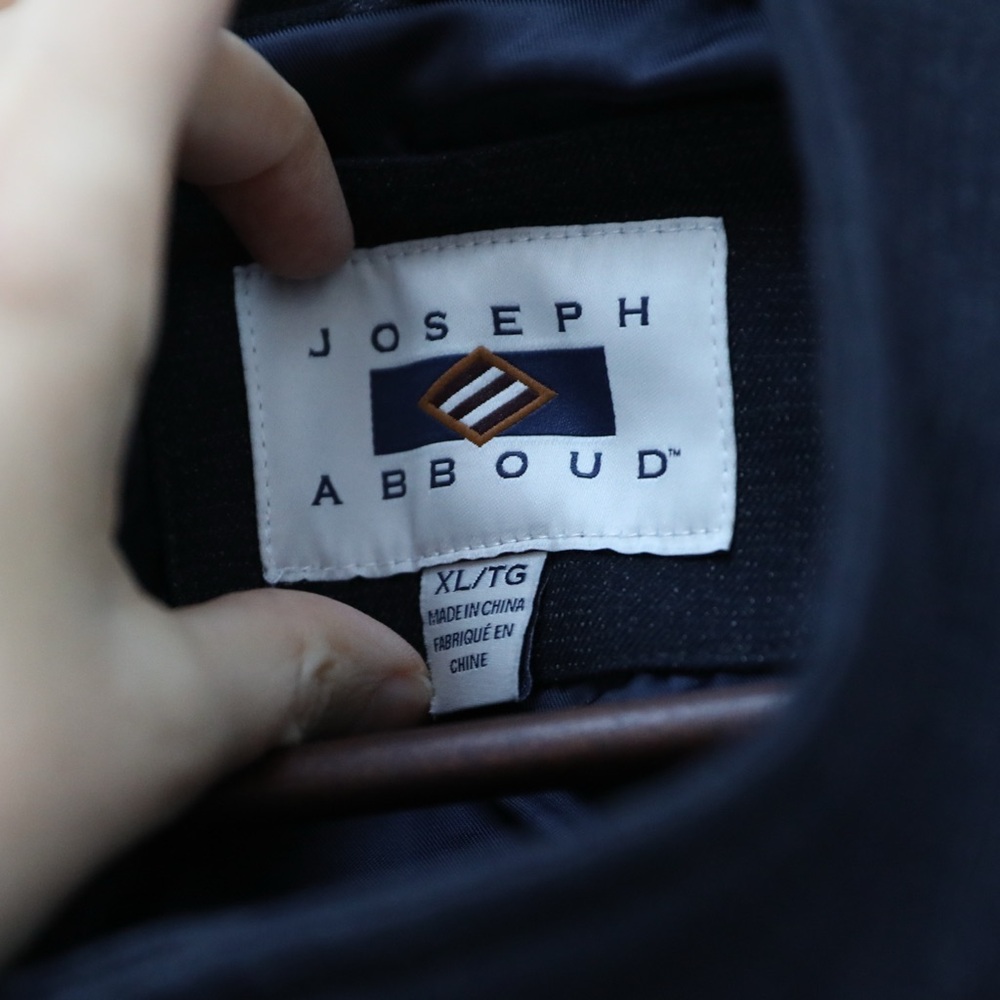 JOSEPH
ABBOUD™
XL/TG
MADE IN CHINA
FABRIQUÉ EN
CHINE